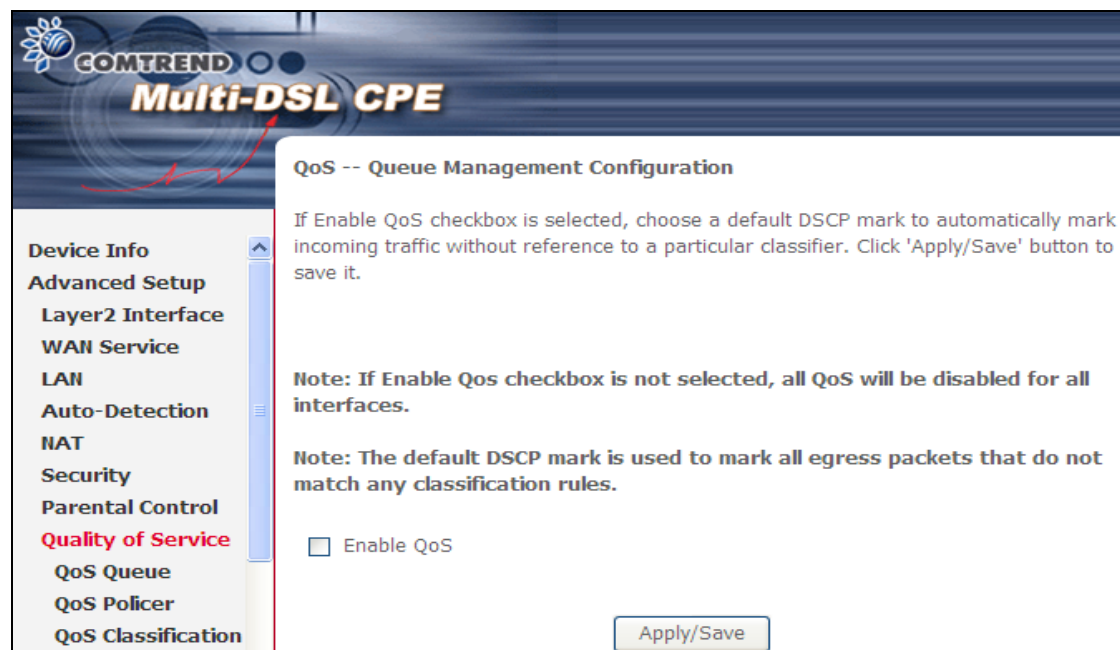 COMTREND
Multi-DSL CPE
Device Info
Advanced Setup
Layer2 Interface
WAN Service
LAN
Auto-Detection
NAT
Security
Parental Control
Quality of Service
QoS Queue
QoS Policer
QoS Classification
QoS -- Queue Management Configuration
If Enable QoS checkbox is selected, choose a default DSCP mark to automatically mark
incoming traffic without reference to a particular classifier. Click 'Apply/Save' button to
save it.
Note: If Enable Qos checkbox is not selected, all QoS will be disabled for all
interfaces.
Note: The default DSCP mark is used to mark all egress packets that do not
match any classification rules.
Enable QoS
Apply/Save